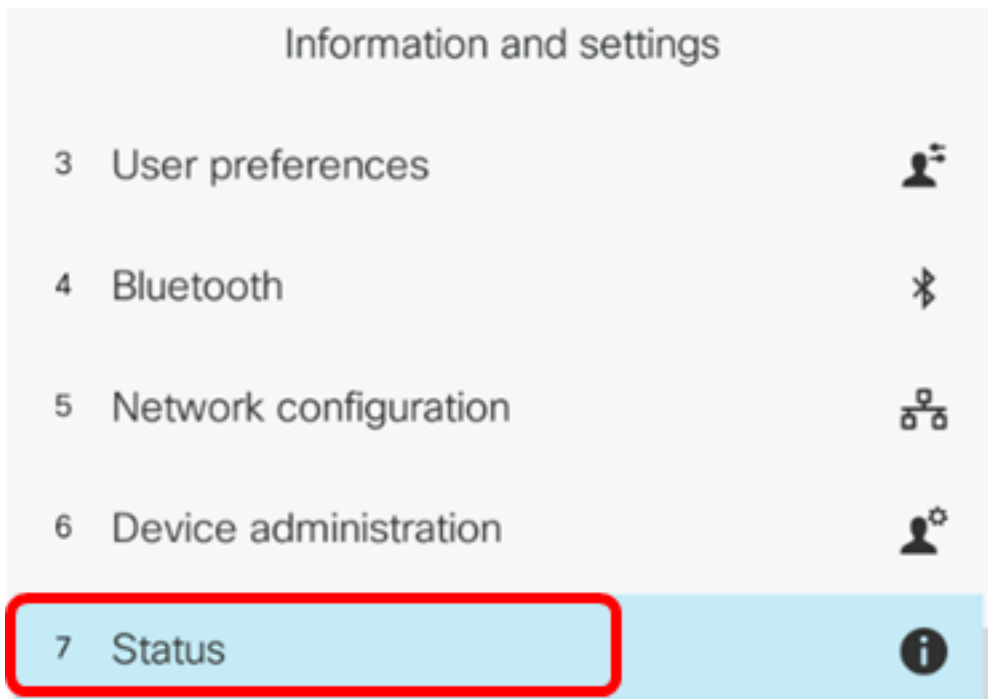 Information and settings
3 User preferences
4 Bluetooth
5 Network configuration
6 Device administration
7 Status